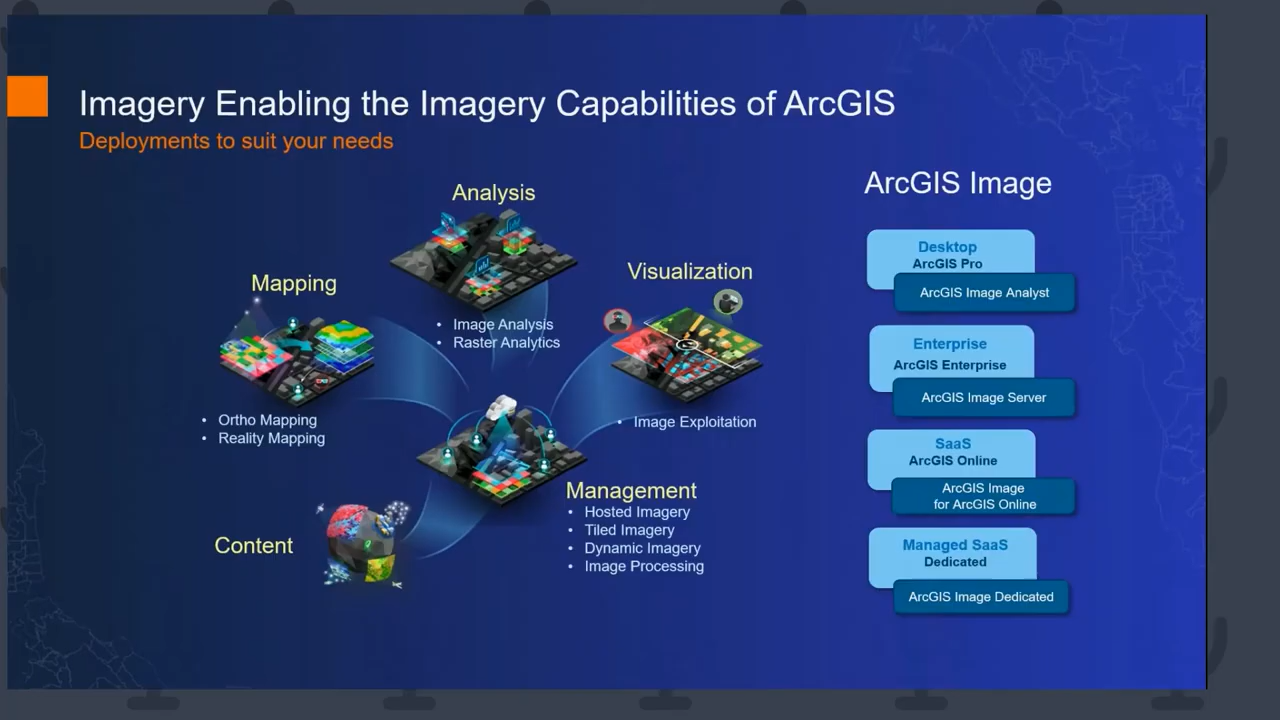 Imagery Enabling the Imagery Capabilities of ArcGIS
Deployments to suit your needs
Analysis
• Image Analysis
• Raster Analytics
Mapping
• Ortho Mapping
• Reality Mapping
Visualization
• Image Exploitation
Management
• Hosted Imagery
• Tiled Imagery
• Dynamic Imagery
• Image Processing
Content
ArcGIS Image
Desktop
ArcGIS Pro
ArcGIS Image Analyst
Enterprise
ArcGIS Enterprise
ArcGIS Image Server
SaaS
ArcGIS Online
ArcGIS Image
for ArcGIS Online
Managed SaaS
Dedicated
ArcGIS Image Dedicated